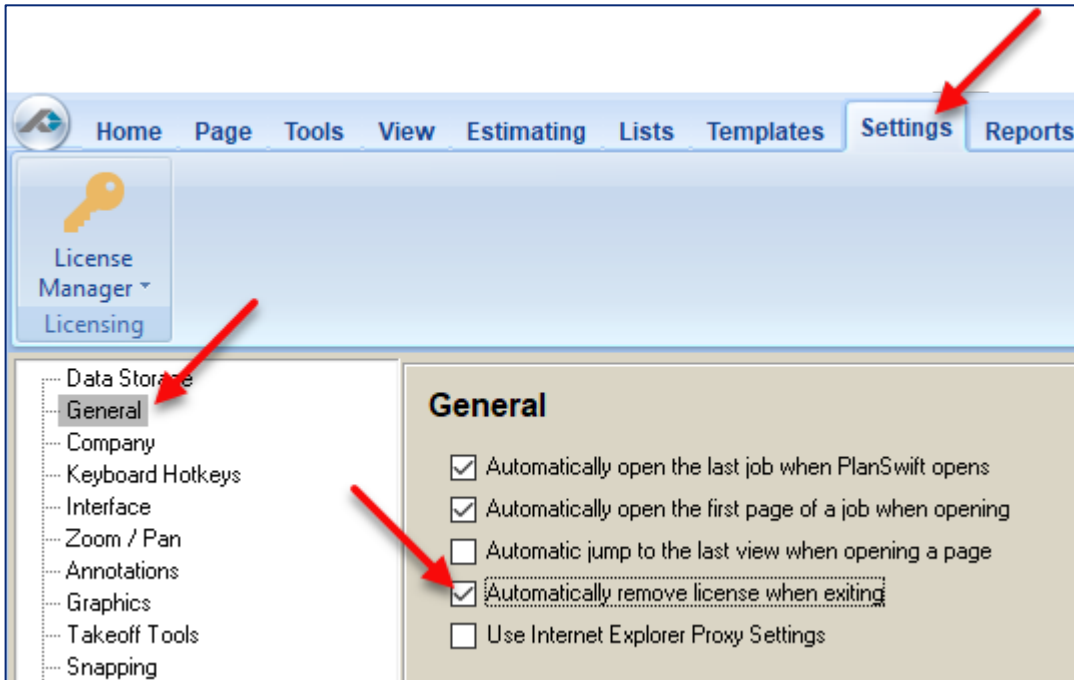 Home Page Tools View Estimating Lists Templates Settings Reports
License
Manager
Licensing
Data Storage
General
Company
Keyboard Hotkeys
Interface
Zoom / Pan
Annotations
Graphics
Takeoff Tools
Snapping
General
Automatically open the last job when PlanSwift opens
Automatically open the first page of a job when opening
Automatic jump to the last view when opening a page
Automatically remove license when exiting
Use Internet Explorer Proxy Settings